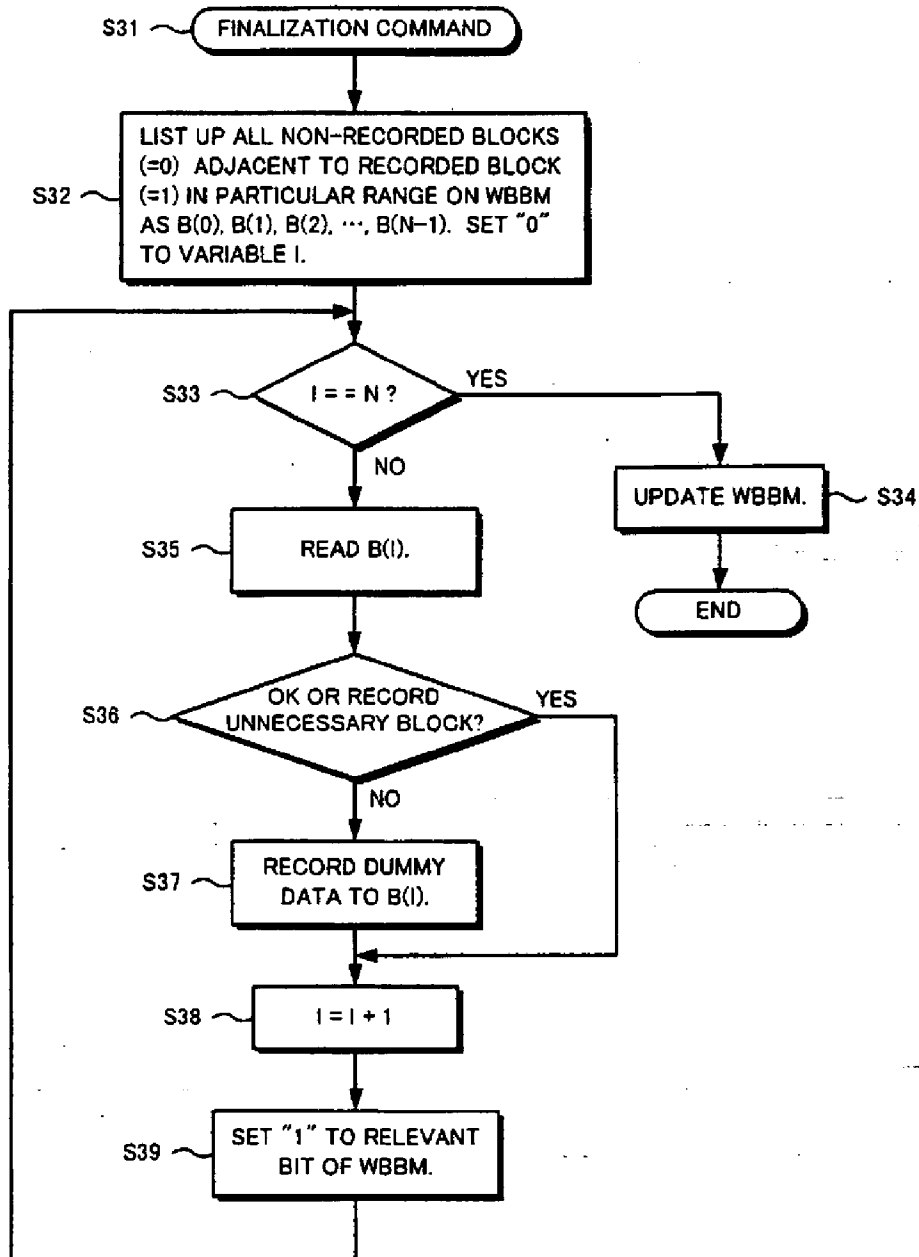 S31
FINALIZATION COMMAND
S32
LIST UP ALL NON-RECORDED BLOCKS
(=0) ADJACENT TO RECORDED BLOCK
(=1) IN PARTICULAR RANGE ON WBBM
AS B(0), B(1), B(2), ···, B(N-1). SET "0"
TO VARIABLE I.
S33
I = = N ?
YES
NO
UPDATE WBBM.
S34
END
S35
READ B(I).
S36
OK OR RECORD
UNNECESSARY BLOCK?
YES
NO
S37
RECORD DUMMY
DATA TO B(I).
S38
I = I + 1
S39
SET "1" TO RELEVANT
BIT OF WBBM.